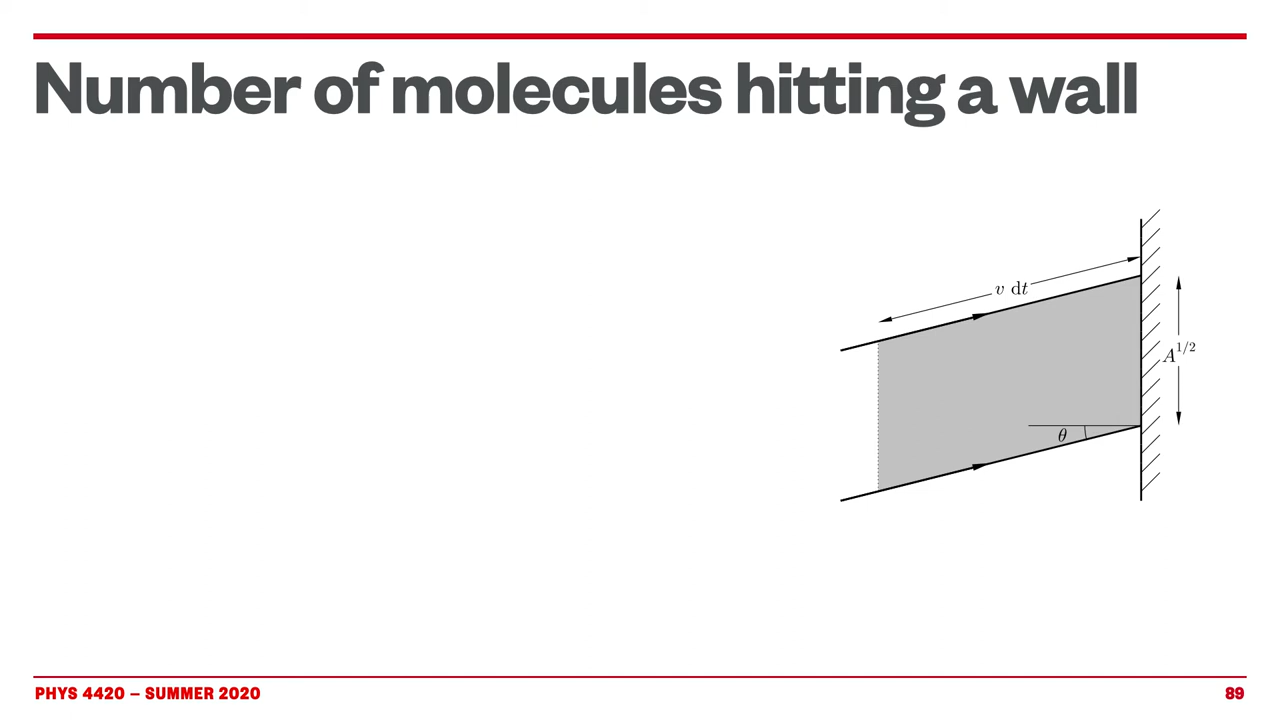 Number of molecules hitting a wall
v dt
A^{1/2}
θ
PHYS 4420 – SUMMER 2020
89